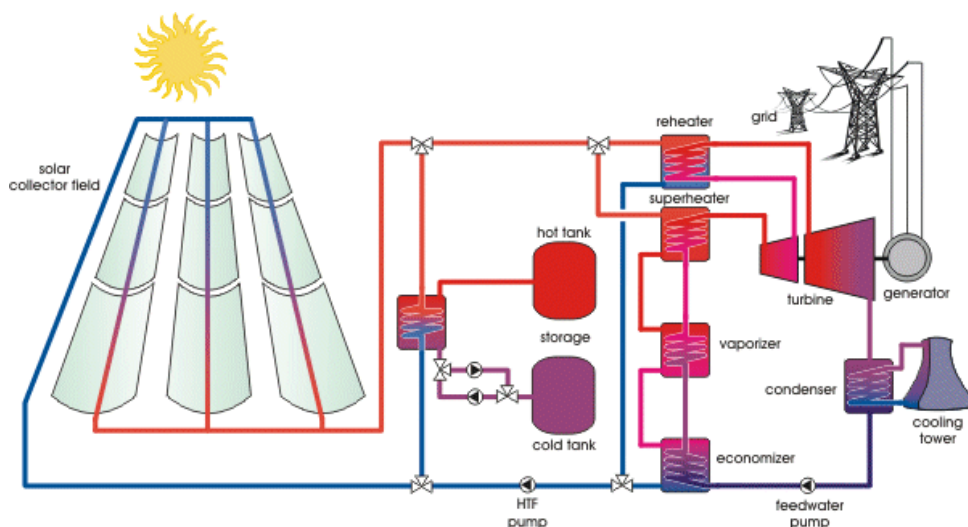 solar
collector field
reheater
grid
superheater
hot tank
storage
cold tank
vaporizer
economizer
turbine
generator
condenser
cooling
tower
HTF
pump
feedwater
pump